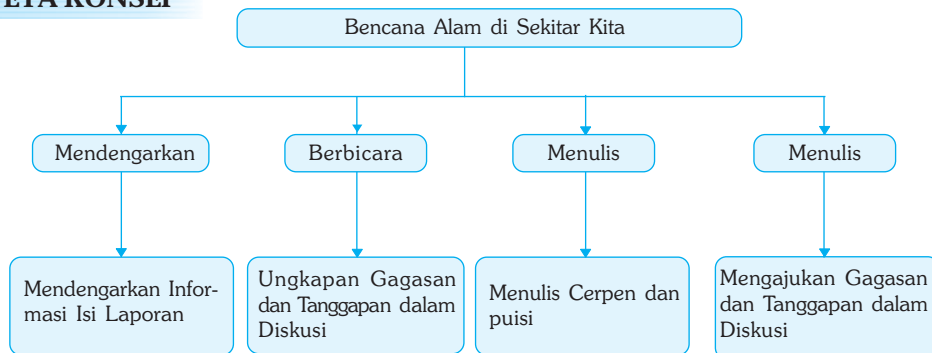 ETA KONSEP
Bencana Alam di Sekitar Kita
Mendengarkan
Berbicara
Menulis
Menulis
Mendengarkan Infor-
masi Isi Laporan
Ungkapan Gagasan
dan Tanggapan dalam
Diskusi
Menulis Cerpen dan
puisi
Mengajukan Gagasan
dan Tanggapan dalam
Diskusi